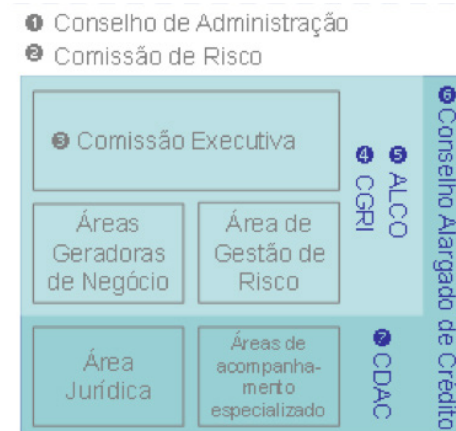 ❶ Conselho de Administração
❷ Comissão de Risco
❸ Comissão Executiva
Áreas
Geradoras
de Negócio
Área de
Gestão de
Risco
❹ CGRI
❺ ALCO
❻ Conselho Alargado de Crédito
Área
Jurídica
Áreas de
acompanha-
mento
especializado
❼ CDAC